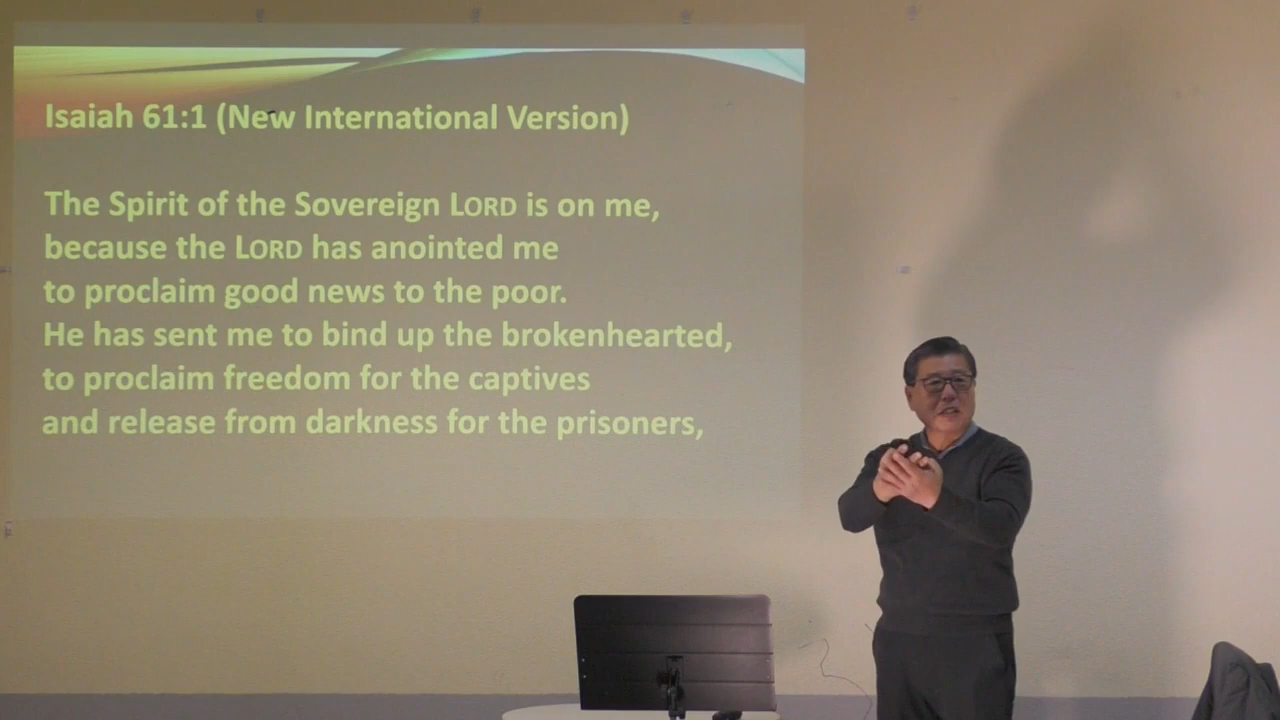 Isaiah 61:1 (New International Version)
The Spirit of the Sovereign LORD is on me,
because the LORD has anointed me
to proclaim good news to the poor.
He has sent me to bind up the brokenhearted,
to proclaim freedom for the captives
and release from darkness for the prisoners,